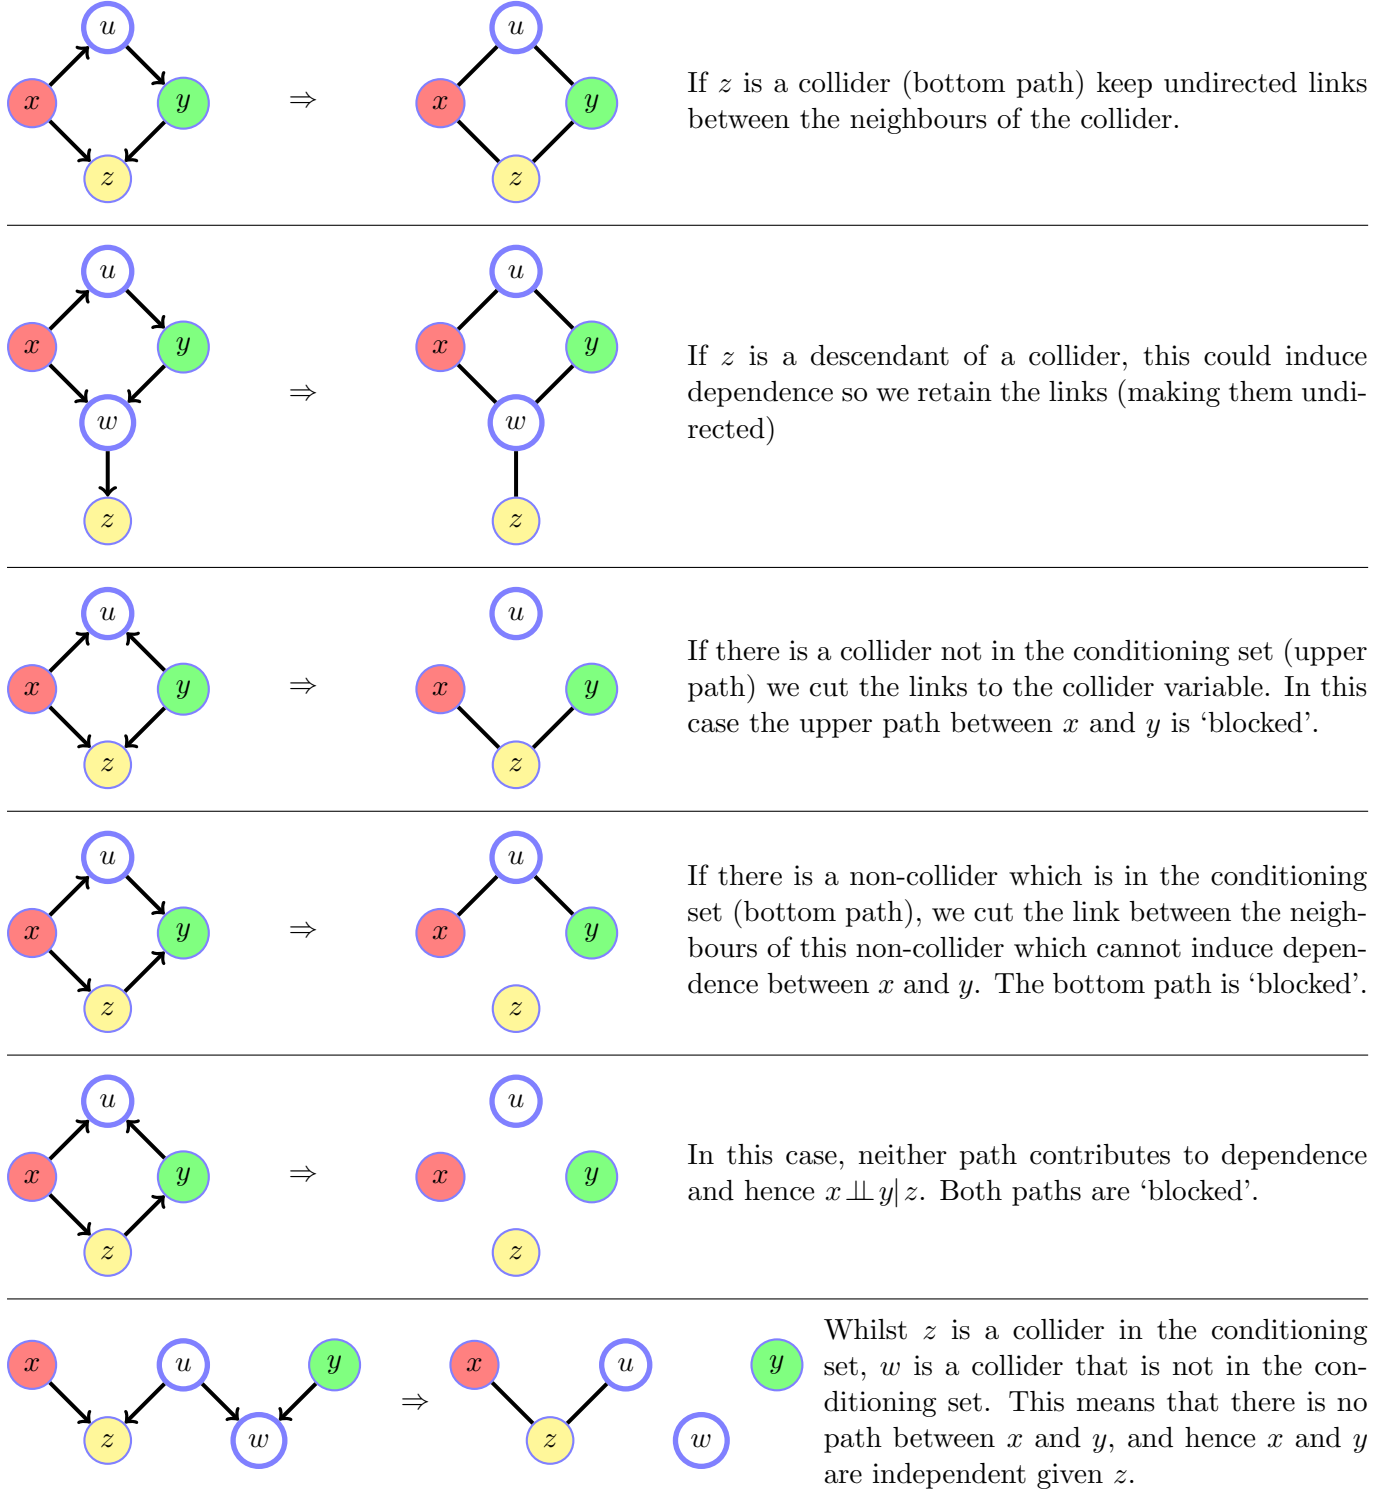 u u
x y ⇒ x y
z z
If z is a collider (bottom path) keep undirected links
between the neighbours of the collider.
u u
x y x y
⇒
w w
z z
If z is a descendant of a collider, this could induce
dependence so we retain the links (making them undi-
rected)
u u
x y ⇒ x y
z z
If there is a collider not in the conditioning set (upper
path) we cut the links to the collider variable. In this
case the upper path between x and y is ‘blocked’.
u u
x y ⇒ x y
z z
If there is a non-collider which is in the conditioning
set (bottom path), we cut the link between the neigh-
bours of this non-collider which cannot induce depen-
dence between x and y. The bottom path is ‘blocked’.
u u
x y ⇒ x y
z z
In this case, neither path contributes to dependence
and hence x ⫫ y| z. Both paths are ‘blocked’.
x u y ⇒ x u y
z w z w
Whilst z is a collider in the conditioning
set, w is a collider that is not in the con-
ditioning set. This means that there is no
path between x and y, and hence x and y
are independent given z.